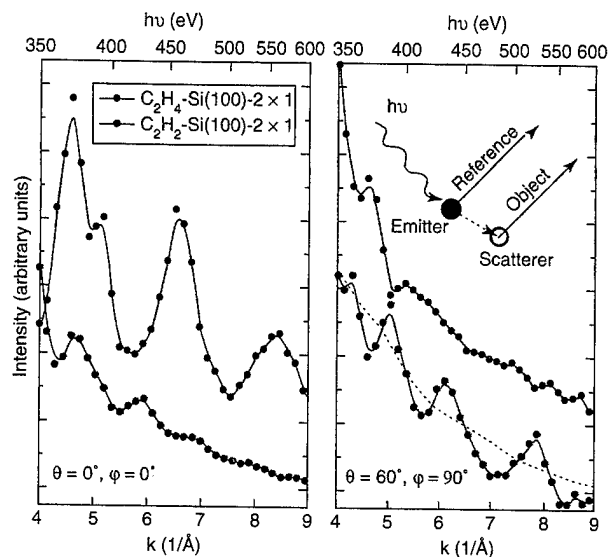 hυ (eV)
350 400 450 500 550 600
hυ (eV)
350 400 450 500 550 600
C₂H₄-Si(100)-2 × 1
C₂H₂-Si(100)-2 × 1
hυ
Reference
Object
Emitter
Scatterer
Intensity (arbitrary units)
θ = 0°, φ = 0°
θ = 60°, φ = 90°
4 5 6 7 8 9
k (1/Å)
4 5 6 7 8 9
k (1/Å)